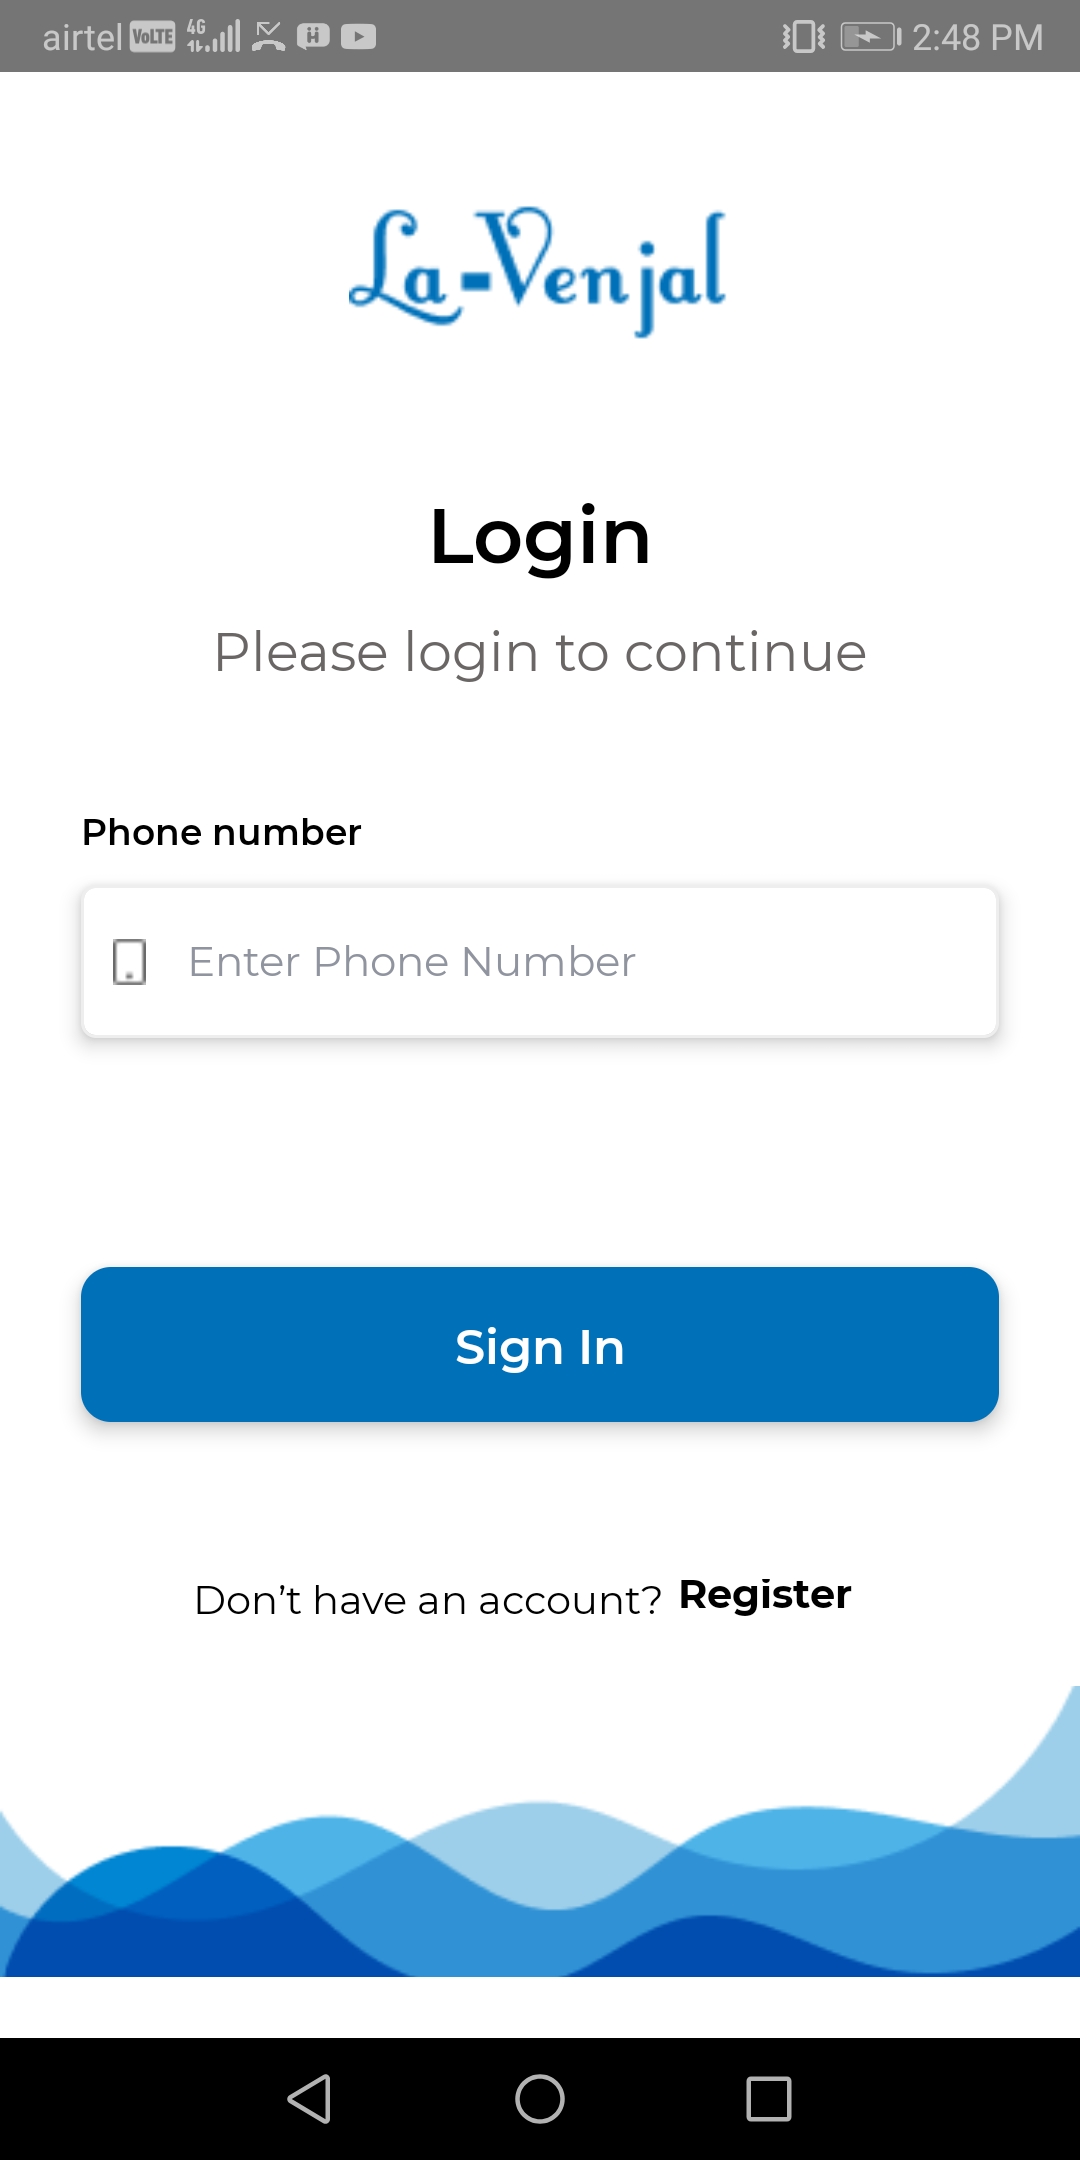 airtel VoLTE 4G 2:48 PM
La-Venjal
Login
Please login to continue
Phone number
Enter Phone Number
Sign In
Don’t have an account? Register